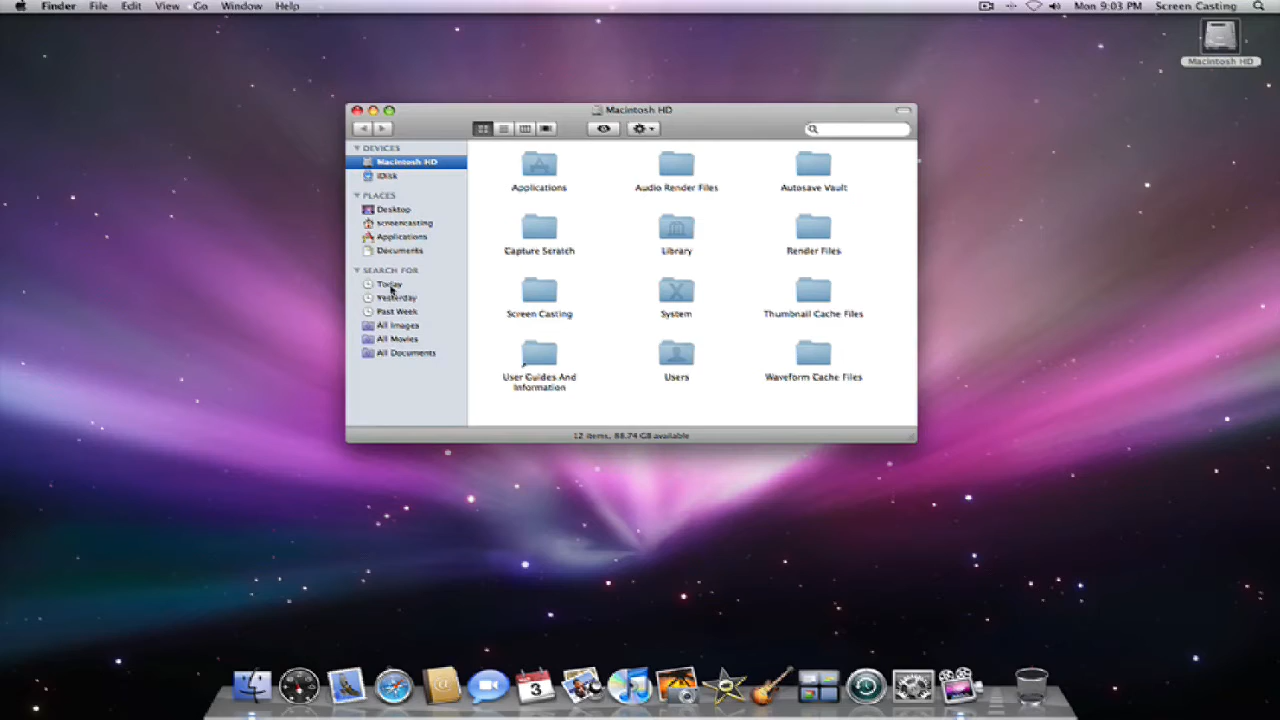 Finder File Edit View Go Window Help Mon 9:03 PM Screen Casting
Macintosh HD
Macintosh HD
DEVICES
Macintosh HD
iDisk
PLACES
Desktop
screencasting
Applications
Documents
SEARCH FOR
Today
Yesterday
Past Week
All Images
All Movies
All Documents
Applications Audio Render Files Autosave Vault
Capture Scratch Library Render Files
Screen Casting System Thumbnail Cache Files
User Guides And
Information
Users Waveform Cache Files
12 items, 88.74 GB available
3